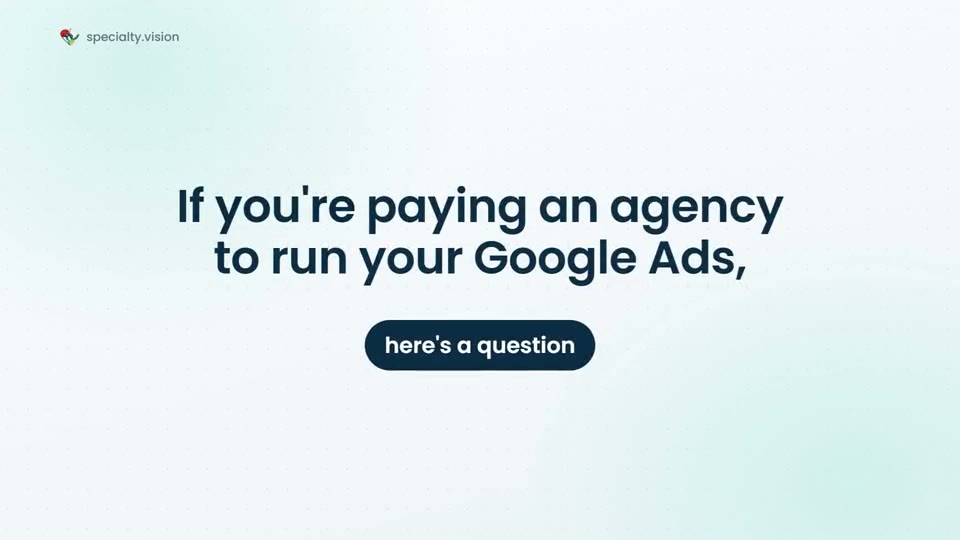 specialty.vision
If you're paying an agency
to run your Google Ads,
here's a question